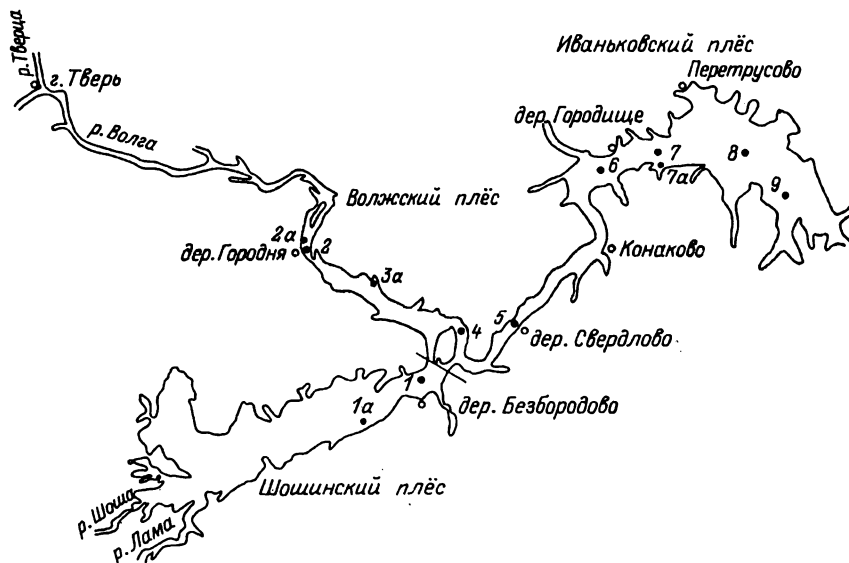 Иваньковский плёс
Перетрусово
р. Тверца
г. Тверь
дер. Городище
р. Волга
6
7
7а
8
9
Волжский плёс
2а
2
дер. Городня
3а
Конаково
4
5
дер. Свердлово
1
1а
дер. Безбородово
Шошинский плёс
р. Шоша
р. Лама